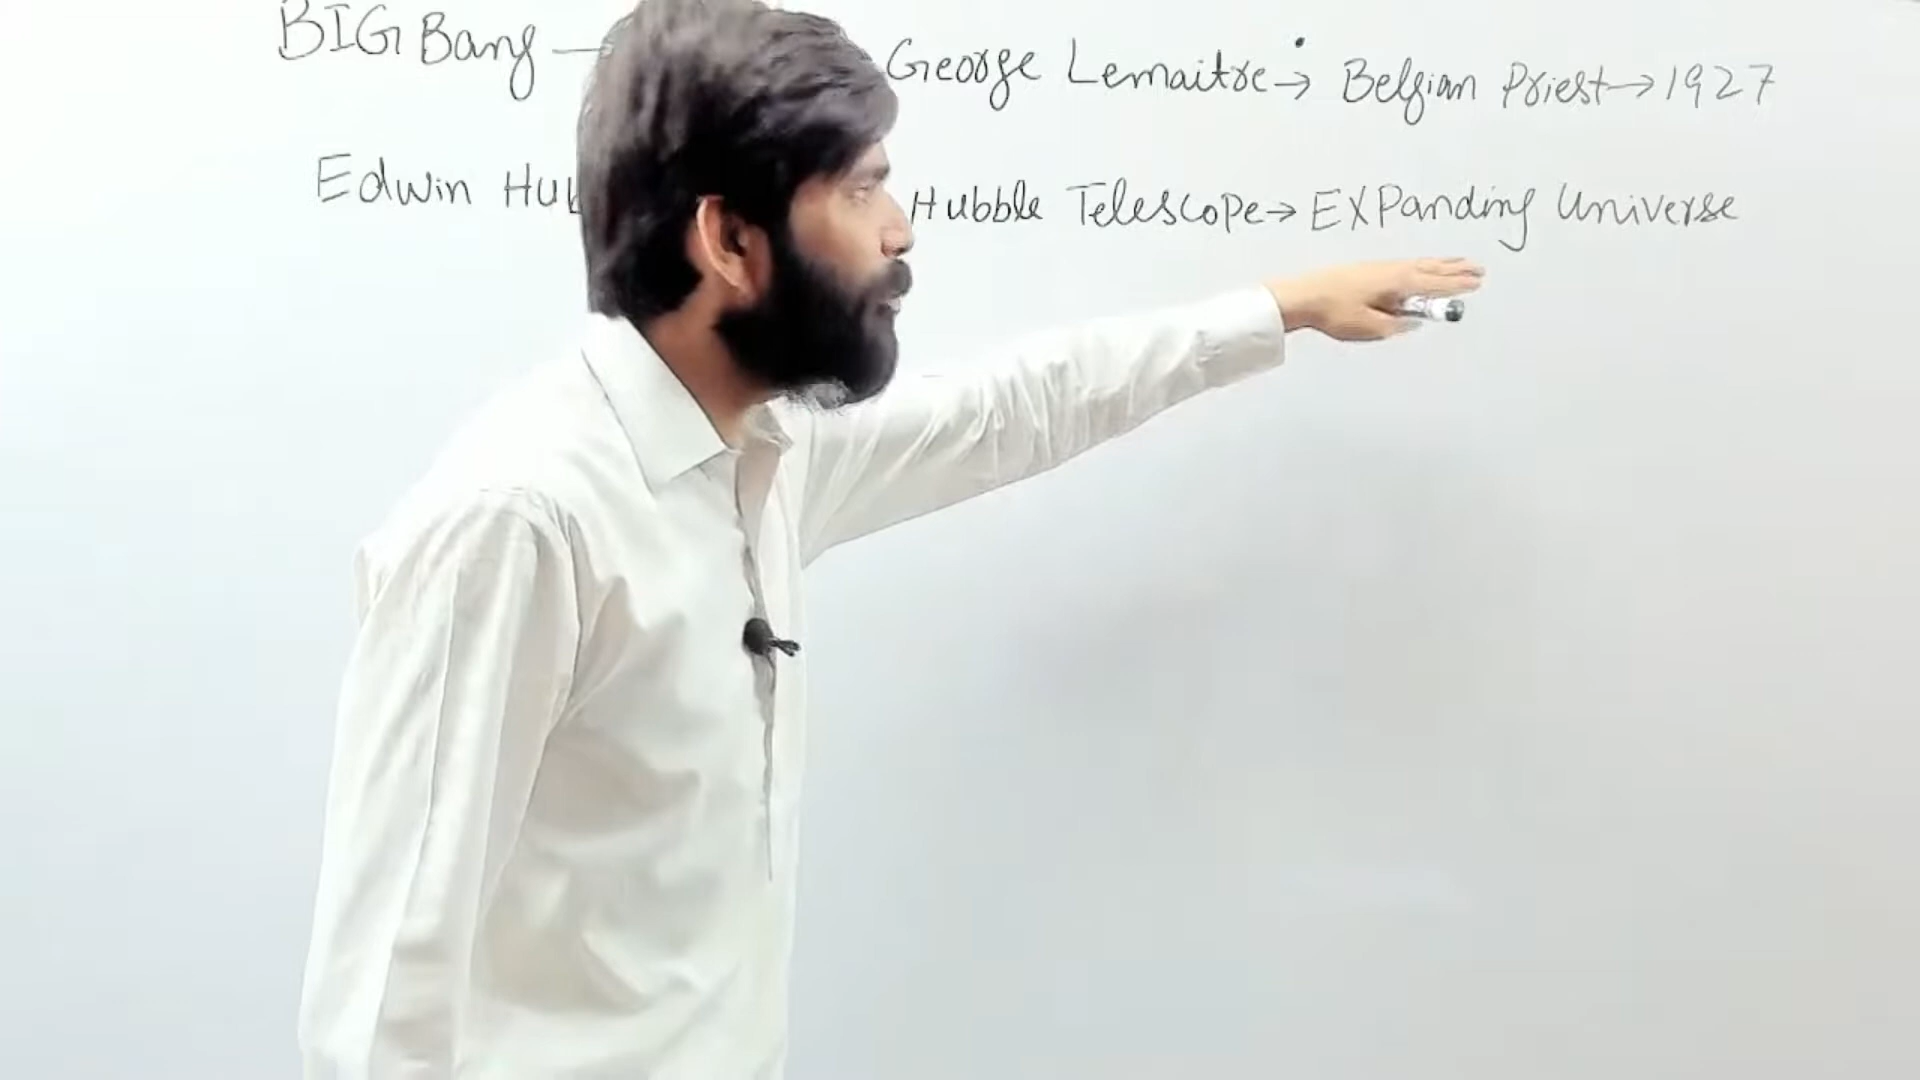 BIG Bang — George Lemaitre → Belgian Priest → 1927
Edwin Hub Hubble Telescope → EXPanding Universe